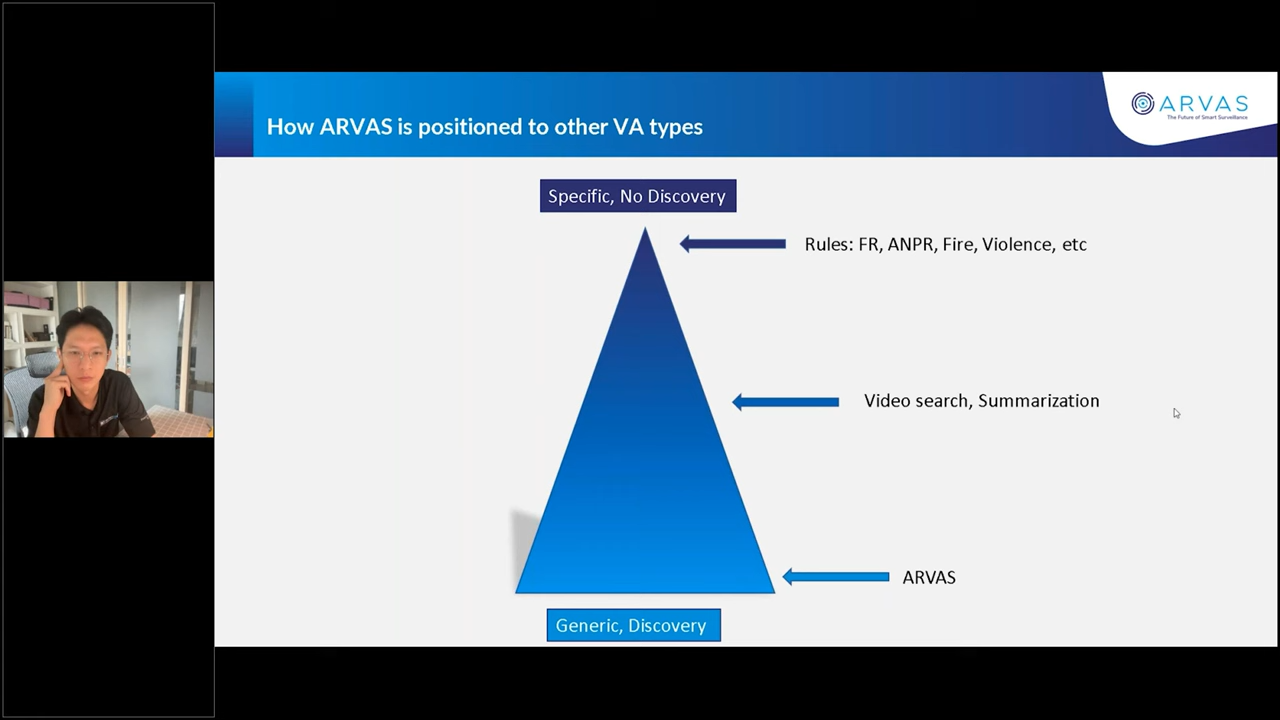 How ARVAS is positioned to other VA types
ARVAS
The Future of Smart Surveillance
Specific, No Discovery
Rules: FR, ANPR, Fire, Violence, etc
Video search, Summarization
ARVAS
Generic, Discovery